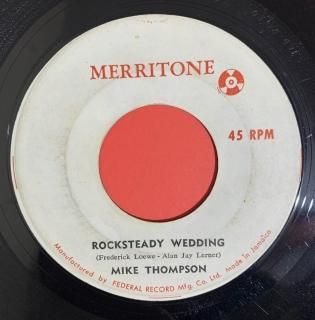 MERRITONE
45 RPM
ROCKSTEADY WEDDING
(Frederick Loewe - Alan Jay Lerner)
MIKE THOMPSON
Manufactured by FEDERAL RECORD Mfg. Co. Ltd. Made in Jamaica